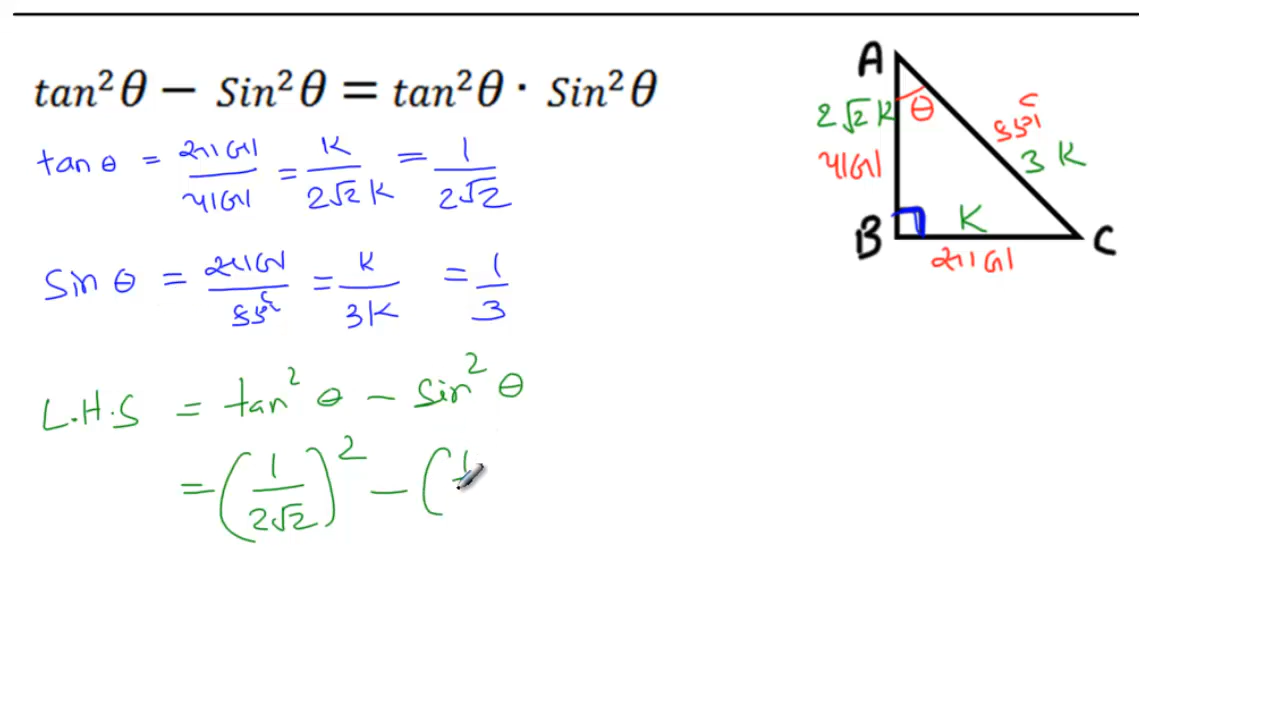 tan²θ − Sin²θ = tan²θ · Sin²θ
tan θ = સાબા/પાબા = K/2√2 K = 1/2√2
Sin θ = સાબા/કર્ણ = K/3K = 1/3
L.H.S = tan² θ − Sin² θ
= (1/2√2)² − (1
A
2√2 K
θ
કર્ણ
3 K
પાબા
B
K
C
સાબા